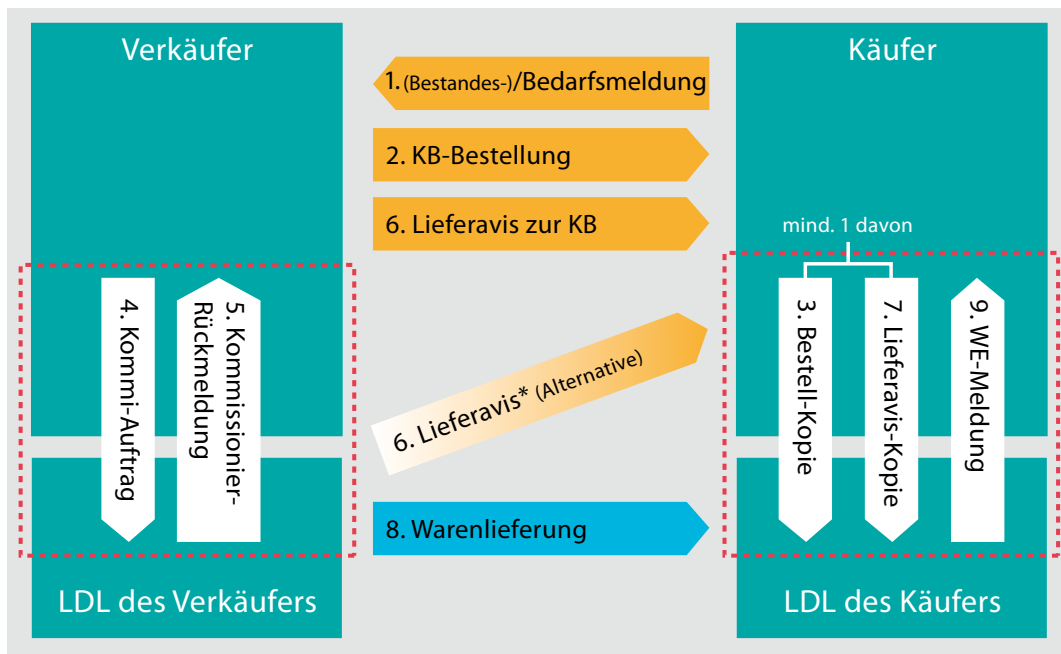 Verkäufer
Käufer
1. (Bestandes-)/Bedarfsmeldung
2. KB-Bestellung
6. Lieferavis zur KB
mind. 1 davon
4. Kommi-Auftrag
5. Kommissionier-
Rückmeldung
6. Lieferavis* (Alternative)
3. Bestell-Kopie
7. Lieferavis-Kopie
9. WE-Meldung
8. Warenlieferung
LDL des Verkäufers
LDL des Käufers